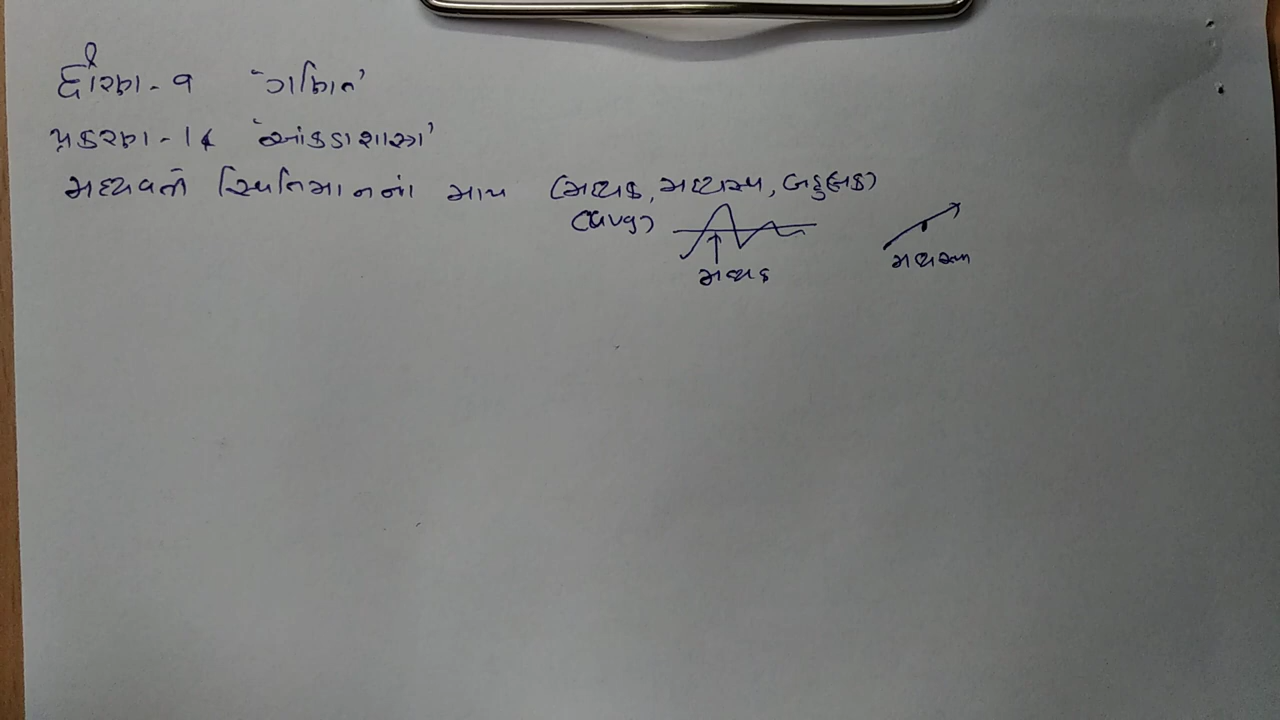 ધોરણ - ૧ 'ગણિત'
પ્રકરણ - 14 'આંકડાશાસ્ત્ર'
મધ્યવર્તી સ્થિતિમાનનાં માપ (મધ્યક, મધ્યસ્થ, બહુલક)
(avg)
મધ્યક
મધ્યસ્થ